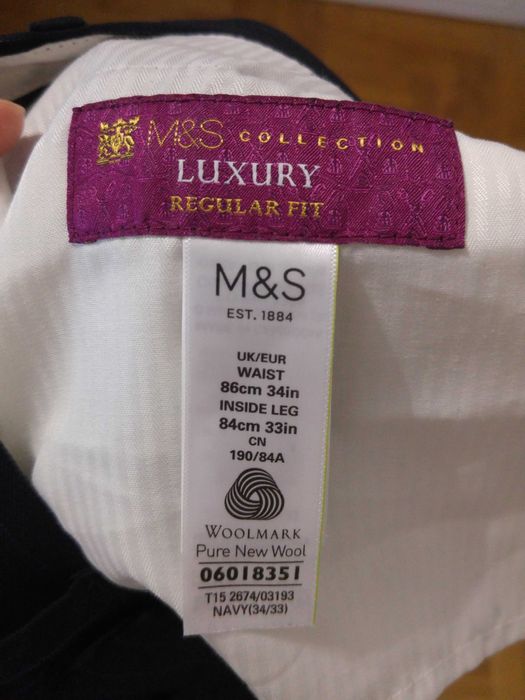 M&S COLLECTION
LUXURY
REGULAR FIT
M&S
EST. 1884
UK/EUR
WAIST
86cm 34in
INSIDE LEG
84cm 33in
CN
190/84A
WOOLMARK
Pure New Wool
06018351
T15 2674/03193
NAVY(34/33)